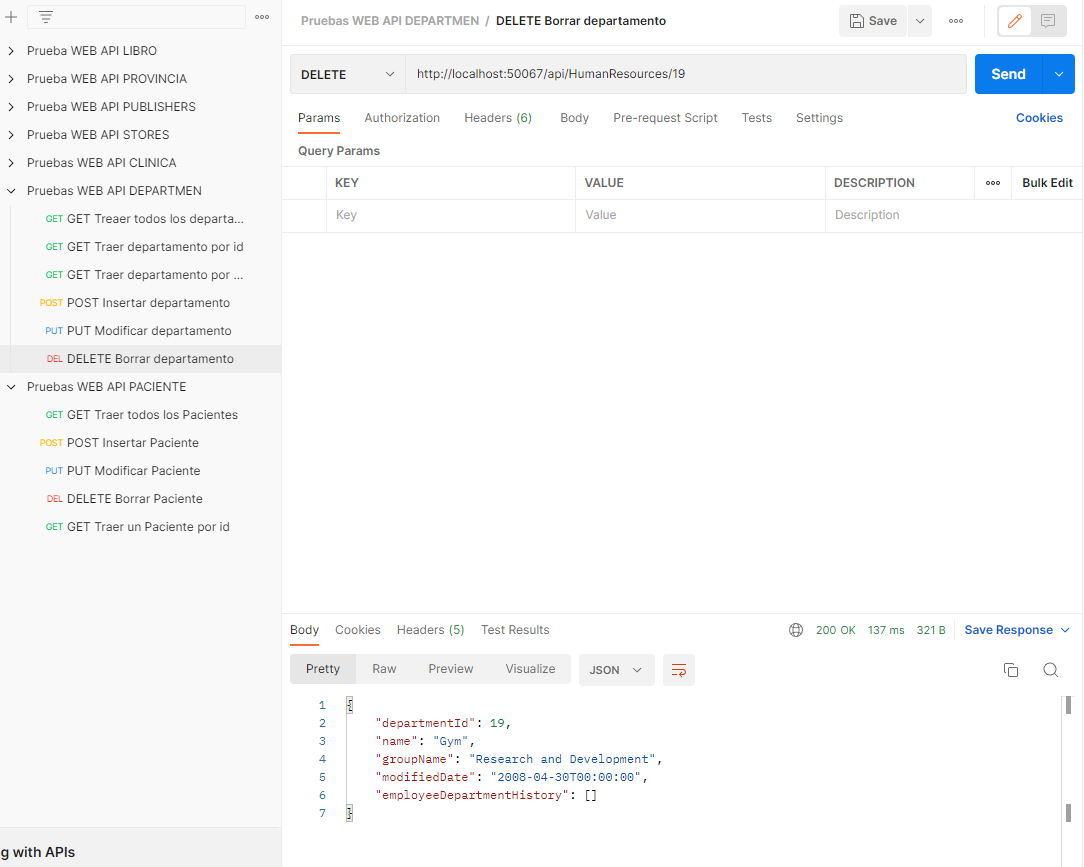 Prueba WEB API LIBRO
Prueba WEB API PROVINCIA
Prueba WEB API PUBLISHERS
Prueba WEB API STORES
Pruebas WEB API CLINICA
Pruebas WEB API DEPARTMEN
GET GET Treaer todos los departa...
GET GET Traer departamento por id
GET GET Traer departamento por ...
POST POST Insertar departamento
PUT PUT Modificar departamento
DEL DELETE Borrar departamento
Pruebas WEB API PACIENTE
GET GET Traer todos los Pacientes
POST POST Insertar Paciente
PUT PUT Modificar Paciente
DEL DELETE Borrar Paciente
GET GET Traer un Paciente por id
g with APIs
Pruebas WEB API DEPARTMEN / DELETE Borrar departamento
Save
DELETE
http://localhost:50067/api/HumanResources/19
Send
Params Authorization Headers (6) Body Pre-request Script Tests Settings Cookies
Query Params
KEY VALUE DESCRIPTION Bulk Edit
Key Value Description
Body Cookies Headers (5) Test Results 200 OK 137 ms 321 B Save Response
Pretty Raw Preview Visualize JSON
1 {
2 "departmentId": 19,
3 "name": "Gym",
4 "groupName": "Research and Development",
5 "modifiedDate": "2008-04-30T00:00:00",
6 "employeeDepartmentHistory": []
7 }